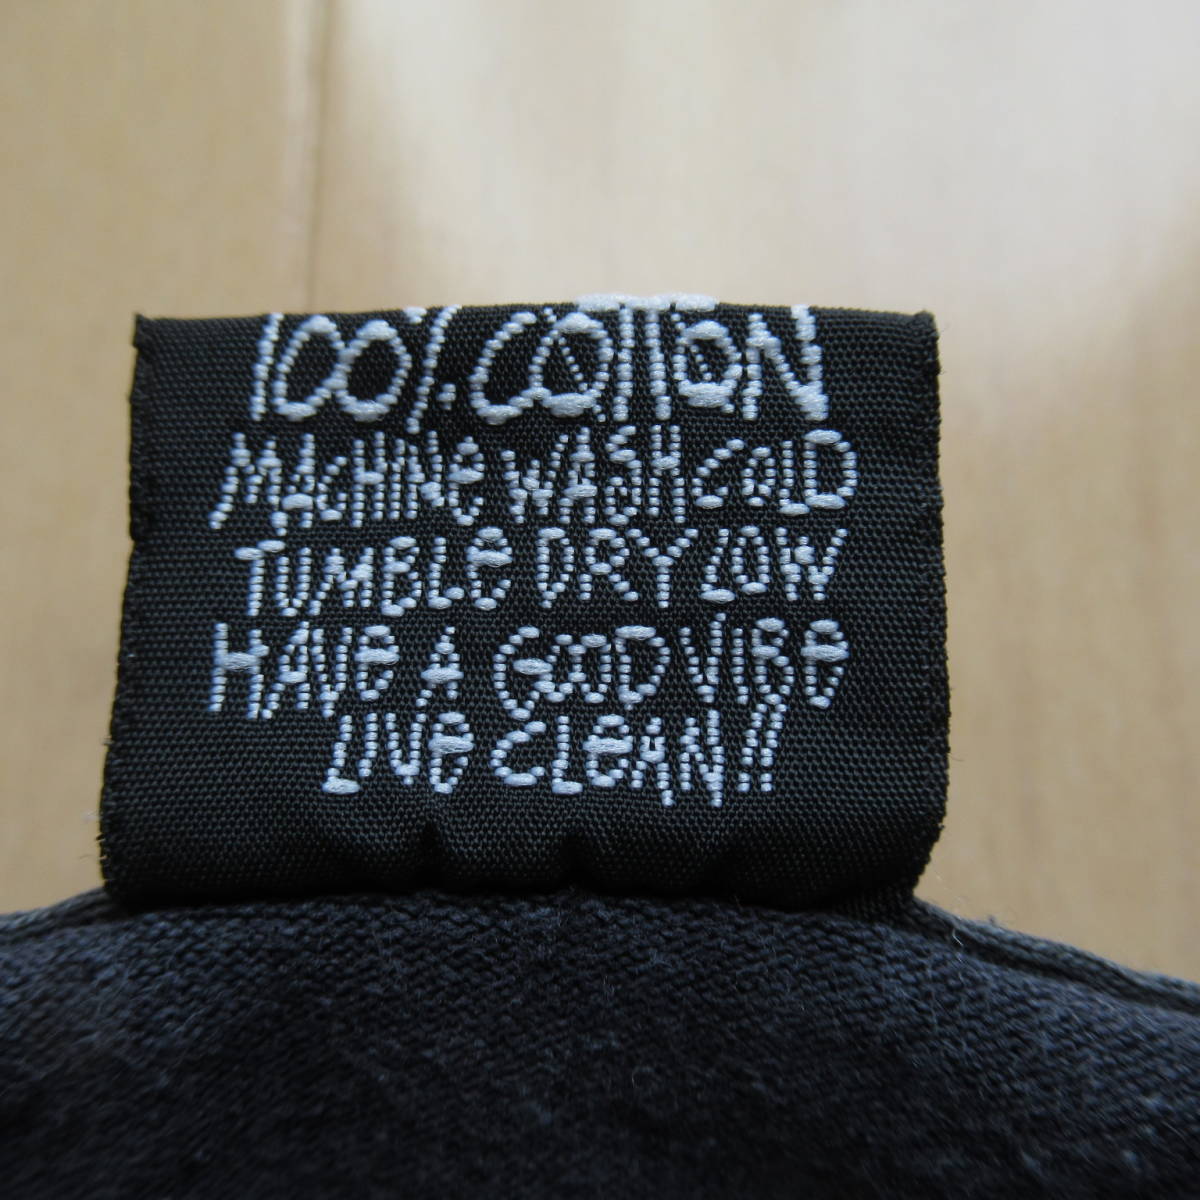 100% COTTON
MACHINE WASH COLD
TUMBLE DRY LOW
HAVE A GOOD VIBE
LIVE CLEAN!!